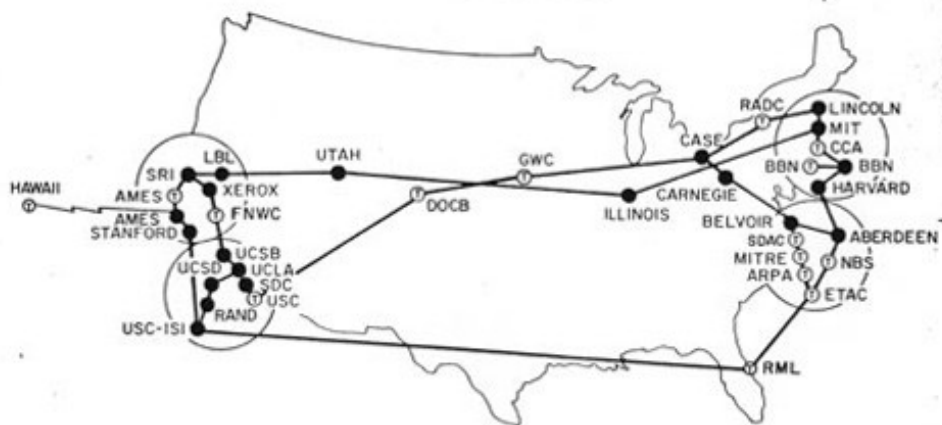 RADC
LINCOLN
MIT
CCA
CASE
BBN
BBN
LBL
UTAH
GWC
SRI
HAWAII
AMES
XEROX
CARNEGIE
HARVARD
FNWC
DOCB
ILLINOIS
AMES
STANFORD
BELVOIR
ABERDEEN
SDAC
UCSB
MITRE
NBS
UCSD
UCLA
ARPA
SDC
USC
ETAC
RAND
USC-ISI
RML
T
T
T
T
T
T
T
T
T
T
T
T
T
T